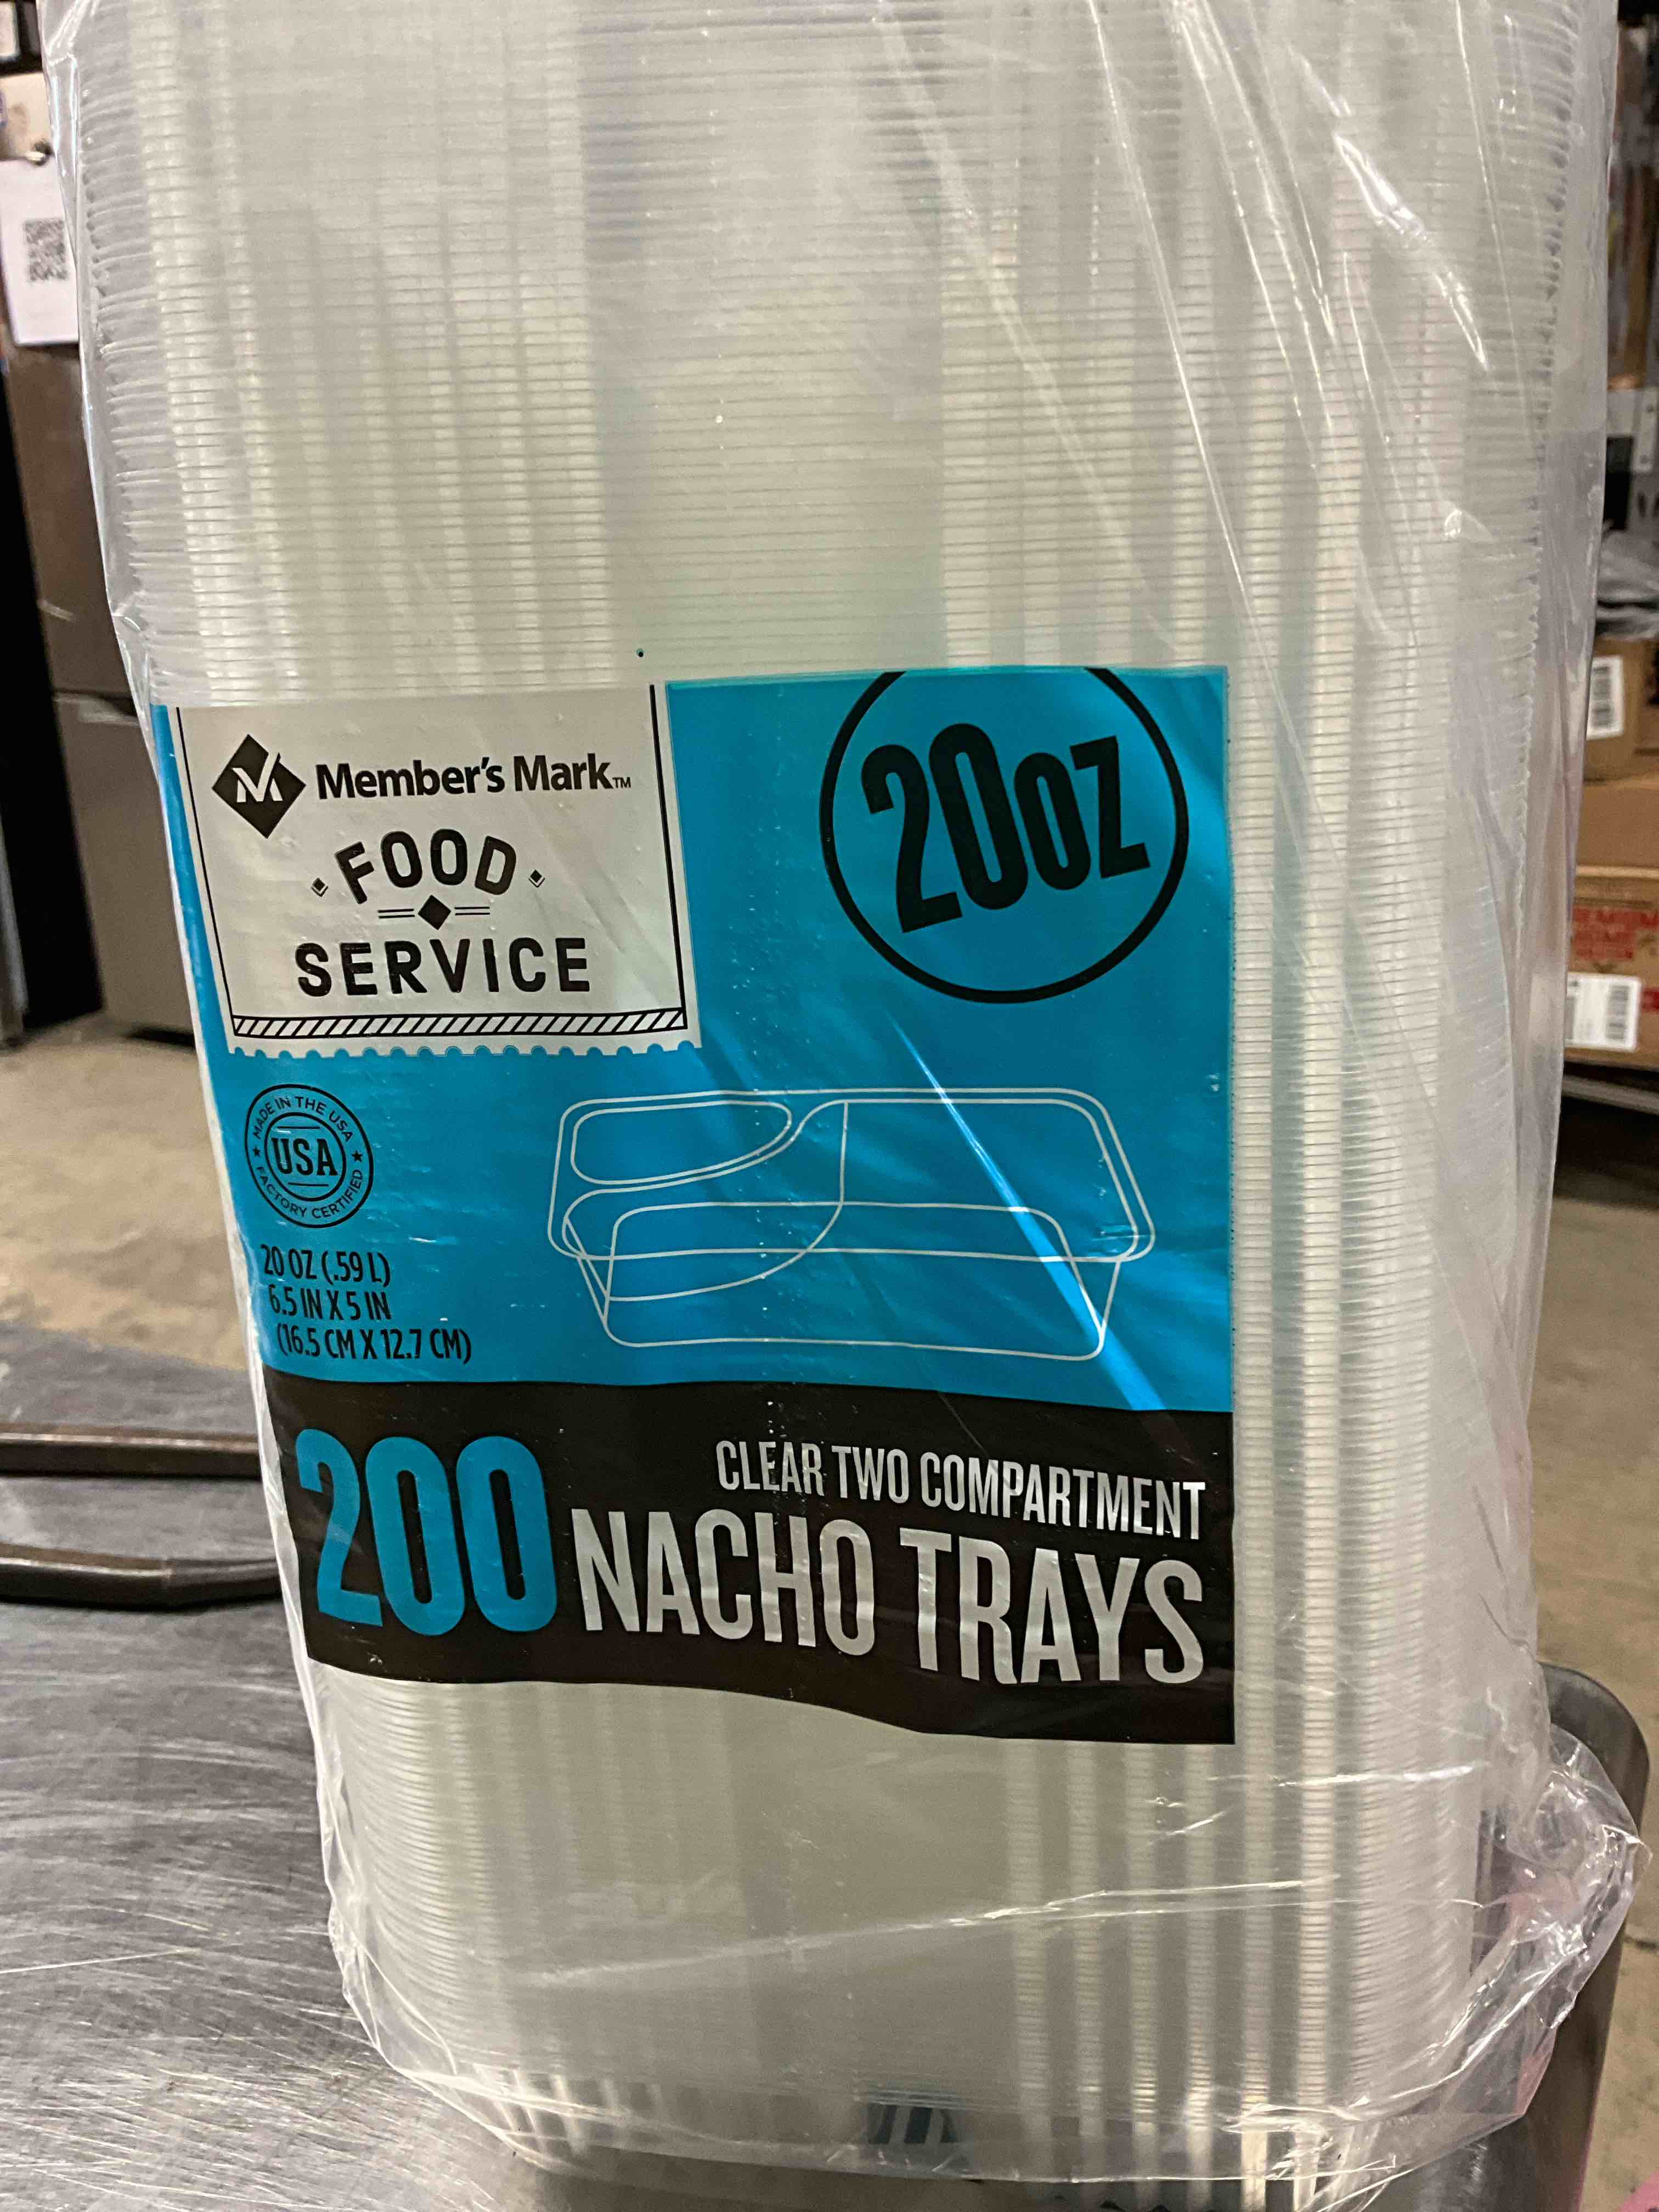 Member's Mark™
FOOD
SERVICE
20oz
MADE IN THE USA
USA
FACTORY CERTIFIED
20 OZ (.59 L)
6.5 IN X 5 IN
(16.5 CM X 12.7 CM)
200
CLEAR TWO COMPARTMENT
NACHO TRAYS